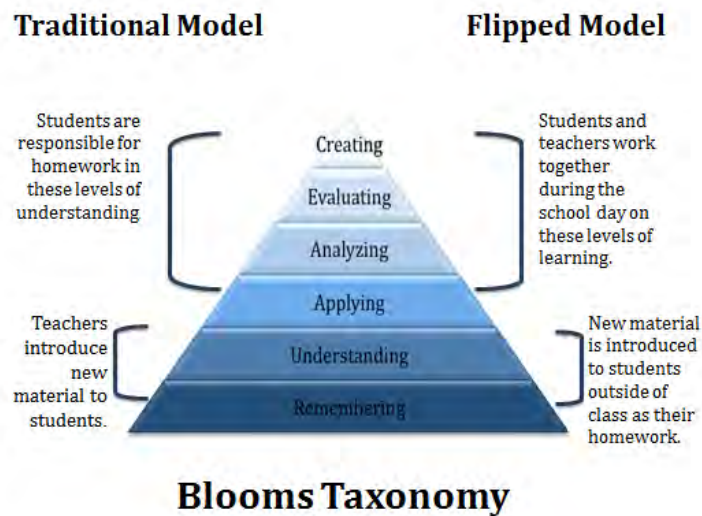 Traditional Model
Flipped Model
Students are
responsible for
homework in
these levels of
understanding
Teachers
introduce
new
material to
students.
Creating
Evaluating
Analyzing
Applying
Understanding
Remembering
Students and
teachers work
together
during the
school day on
these levels of
learning.
New material
is introduced
to students
outside of
class as their
homework.
Blooms Taxonomy